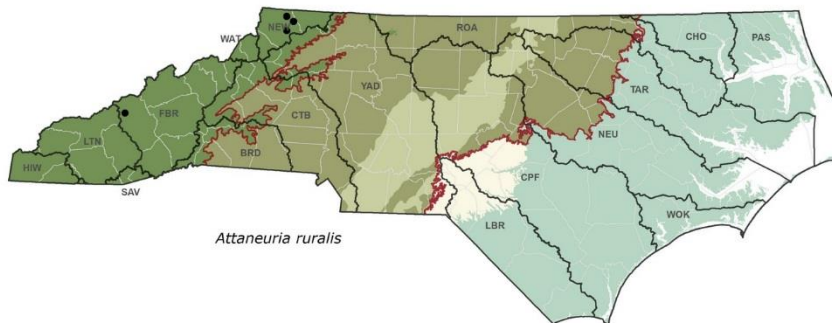 NEW
WAT
ROA
CHO
PAS
YAD
TAR
FBR
CTB
LTN
NEU
HIW
BRD
CPF
SAV
WOK
LBR
Attaneuria ruralis